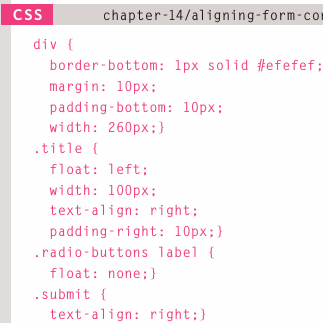 CSS chapter-14/aligning-form-con
div {
border-bottom: 1px solid #efefef;
margin: 10px;
padding-bottom: 10px;
width: 260px;}
.title {
float: left;
width: 100px;
text-align: right;
padding-right: 10px;}
.radio-buttons label {
float: none;}
.submit {
text-align: right;}